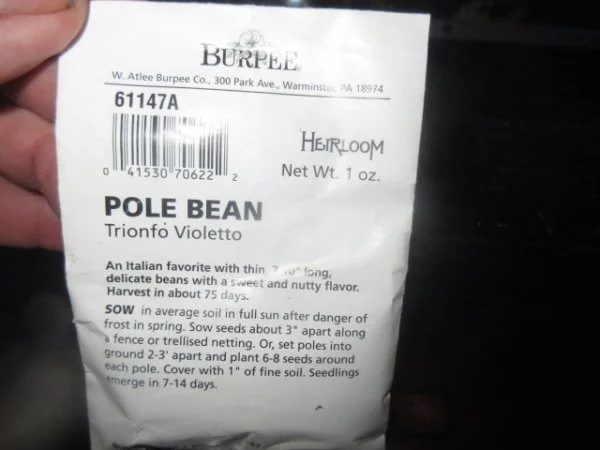 BURPEE
W. Atlee Burpee Co., 300 Park Ave., Warminster, PA 18974
61147A
HEIRLOOM
0 41530 70622 2
Net Wt. 1 oz.
POLE BEAN
Trionfo Violetto
An Italian favorite with thin, long,
delicate beans with a sweet and nutty flavor.
Harvest in about 75 days.
SOW in average soil in full sun after danger of
frost in spring. Sow seeds about 3" apart along
a fence or trellised netting. Or, set poles into
ground 2-3' apart and plant 6-8 seeds around
each pole. Cover with 1" of fine soil. Seedlings
emerge in 7-14 days.